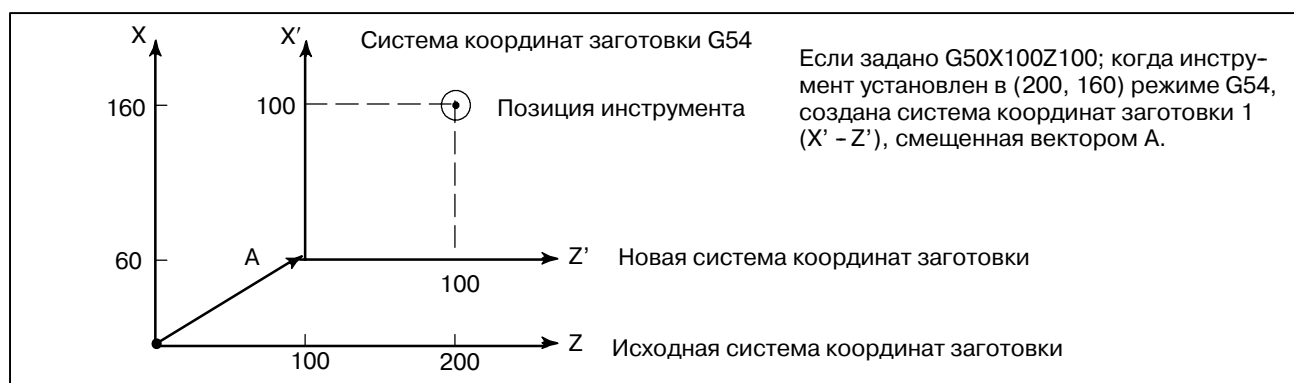 X
X'
Система координат заготовки G54
Если задано G50X100Z100; когда инстру-
мент установлен в (200, 160) режиме G54,
создана система координат заготовки 1
(X' - Z'), смещенная вектором A.
160
100
Позиция инструмента
60
A
Z'
Новая система координат заготовки
100
Z
Исходная система координат заготовки
100
200